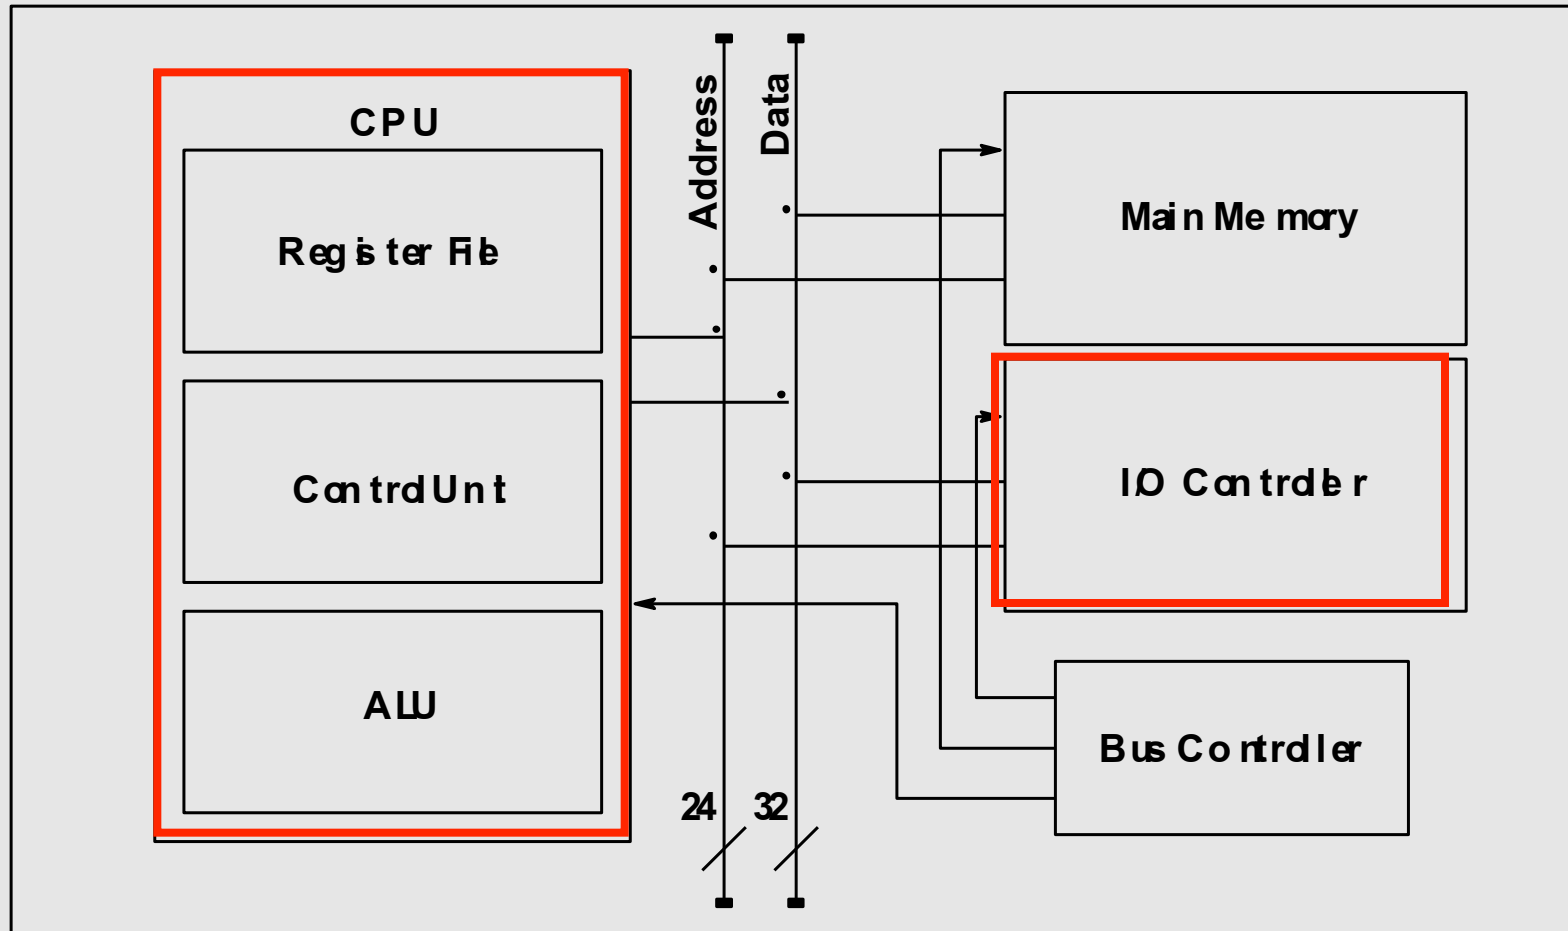 CPU
Register File
Control Unit
ALU
Address
Data
24
32
Main Memory
I/O Controller
Bus Controller